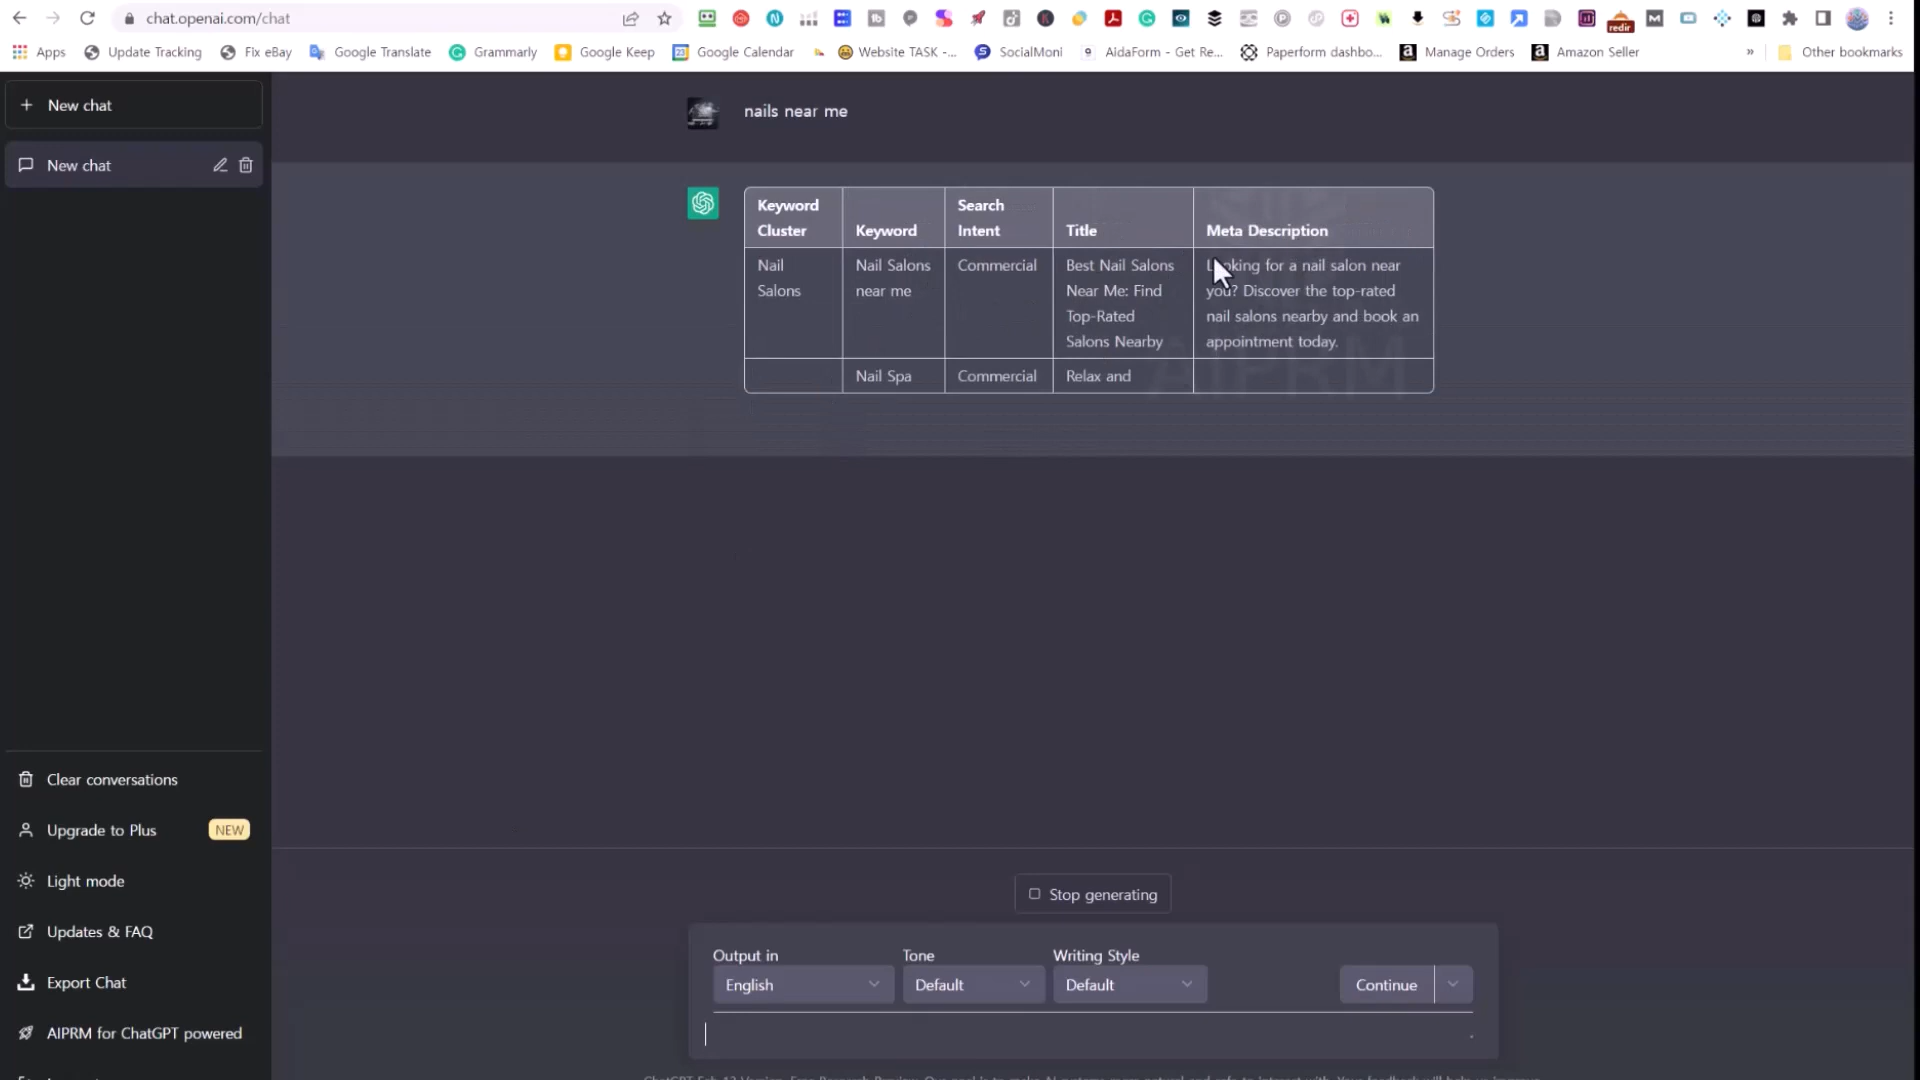 chat.openai.com/chat
redir
Apps
Update Tracking
Fix eBay
Google Translate
Grammarly
Google Keep
Google Calendar
Website TASK -...
SocialMoni
AidaForm - Get Re...
Paperform dashbo...
Manage Orders
Amazon Seller
»
Other bookmarks
+ New chat
New chat
nails near me
Keyword Cluster
Keyword
Search Intent
Title
Meta Description
Nail Salons
Nail Salons near me
Commercial
Best Nail Salons
Near Me: Find
Top-Rated
Salons Nearby
Looking for a nail salon near
you? Discover the top-rated
nail salons nearby and book an
appointment today.
Nail Spa
Commercial
Relax and
AIPRM
Clear conversations
Upgrade to Plus
NEW
Light mode
Updates & FAQ
Export Chat
AIPRM for ChatGPT powered
Stop generating
Output in
Tone
Writing Style
English
Default
Default
Continue